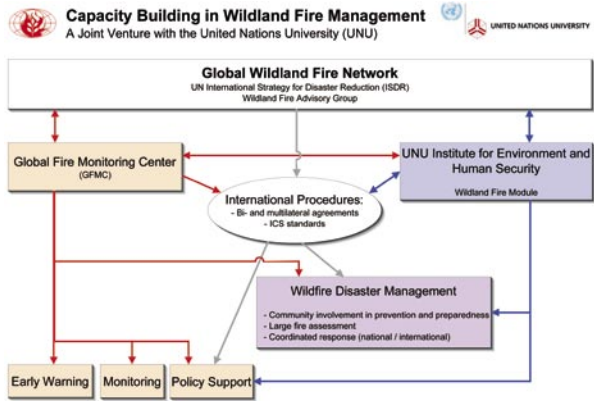 Capacity Building in Wildland Fire Management
A Joint Venture with the United Nations University (UNU)
UNITED NATIONS UNIVERSITY
Global Wildland Fire Network
UN International Strategy for Disaster Reduction (ISDR)
Wildland Fire Advisory Group
Global Fire Monitoring Center
(GFMC)
UNU Institute for Environment and
Human Security
Wildland Fire Module
International Procedures:
- Bi- and multilateral agreements
- ICS standards
Wildfire Disaster Management
- Community involvement in prevention and preparedness
- Large fire assessment
- Coordinated response (national / international)
Early Warning
Monitoring
Policy Support